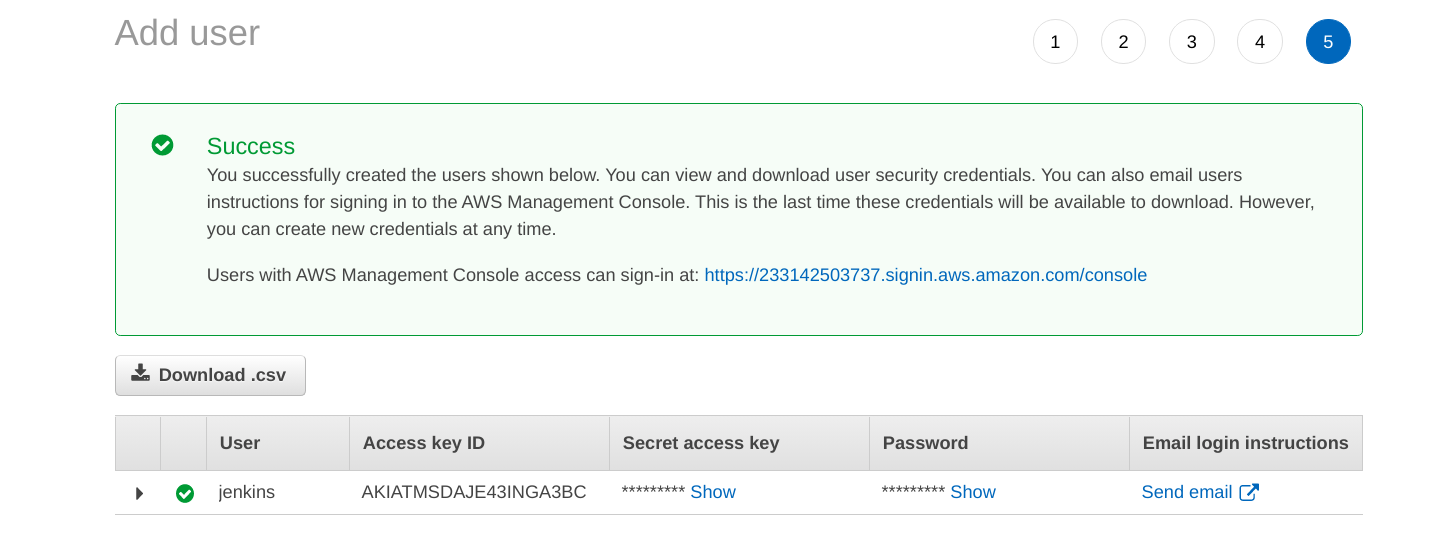 Add user
1 2 3 4 5
Success
You successfully created the users shown below. You can view and download user security credentials. You can also email users
instructions for signing in to the AWS Management Console. This is the last time these credentials will be available to download. However,
you can create new credentials at any time.
Users with AWS Management Console access can sign-in at: https://233142503737.signin.aws.amazon.com/console
Download .csv
User Access key ID Secret access key Password Email login instructions
jenkins AKIATMSDAJE43INGA3BC ********* Show ********* Show Send email